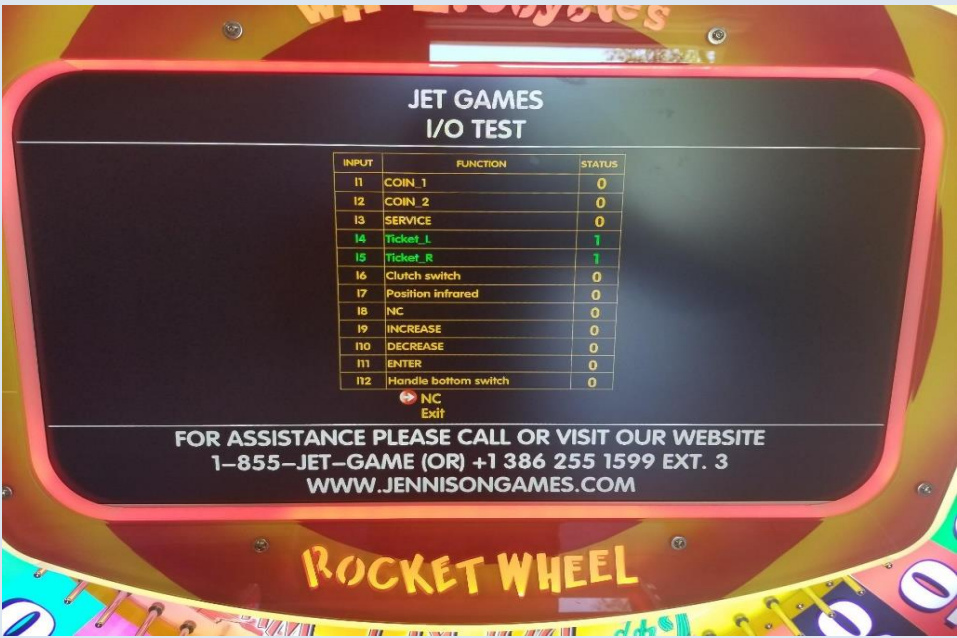 JET GAMES
I/O TEST
INPUT FUNCTION STATUS
I1 COIN_1 0
I2 COIN_2 0
I3 SERVICE 0
I4 Ticket_L 1
I5 Ticket_R 1
I6 Clutch switch 0
I7 Position infrared 0
I8 NC 0
I9 INCREASE 0
I10 DECREASE 0
I11 ENTER 0
I12 Handle bottom switch 0
NC
Exit
FOR ASSISTANCE PLEASE CALL OR VISIT OUR WEBSITE
1-855-JET-GAME (OR) +1 386 255 1599 EXT. 3
WWW.JENNISONGAMES.COM
ROCKET WHEEL